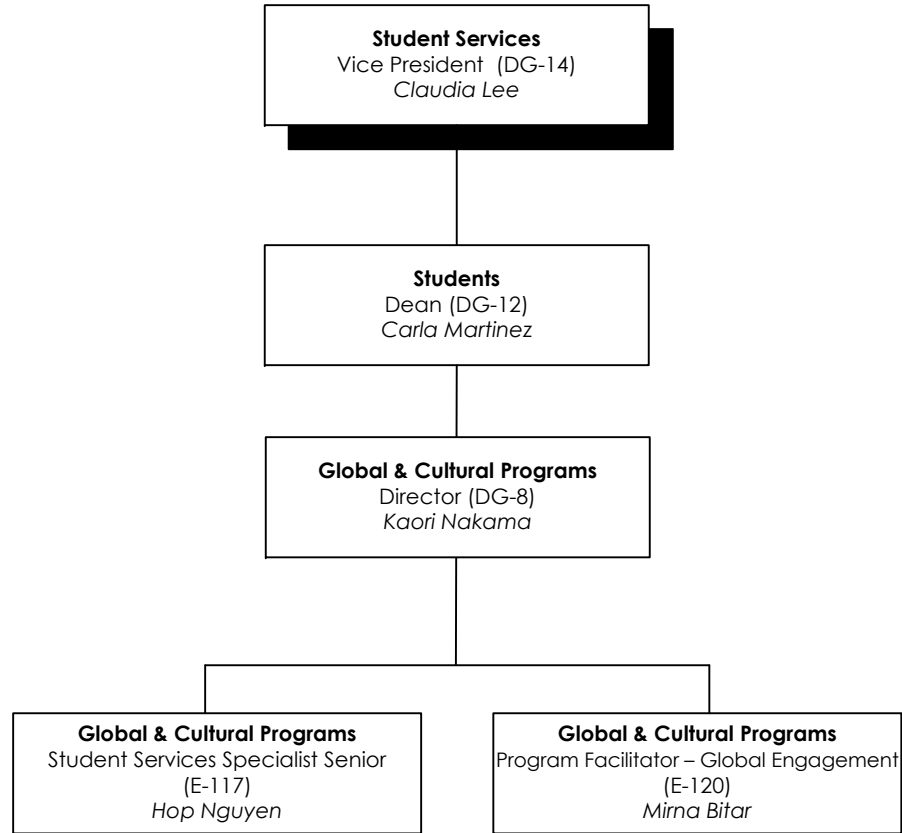 Student Services
Vice President  (DG-14)
Claudia Lee
Students
Dean (DG-12)
Carla Martinez
Global & Cultural Programs
Director (DG-8)
Kaori Nakama
Global & Cultural Programs
Student Services Specialist Senior
(E-117)
Hop Nguyen
Global & Cultural Programs
Program Facilitator – Global Engagement
(E-120)
Mirna Bitar